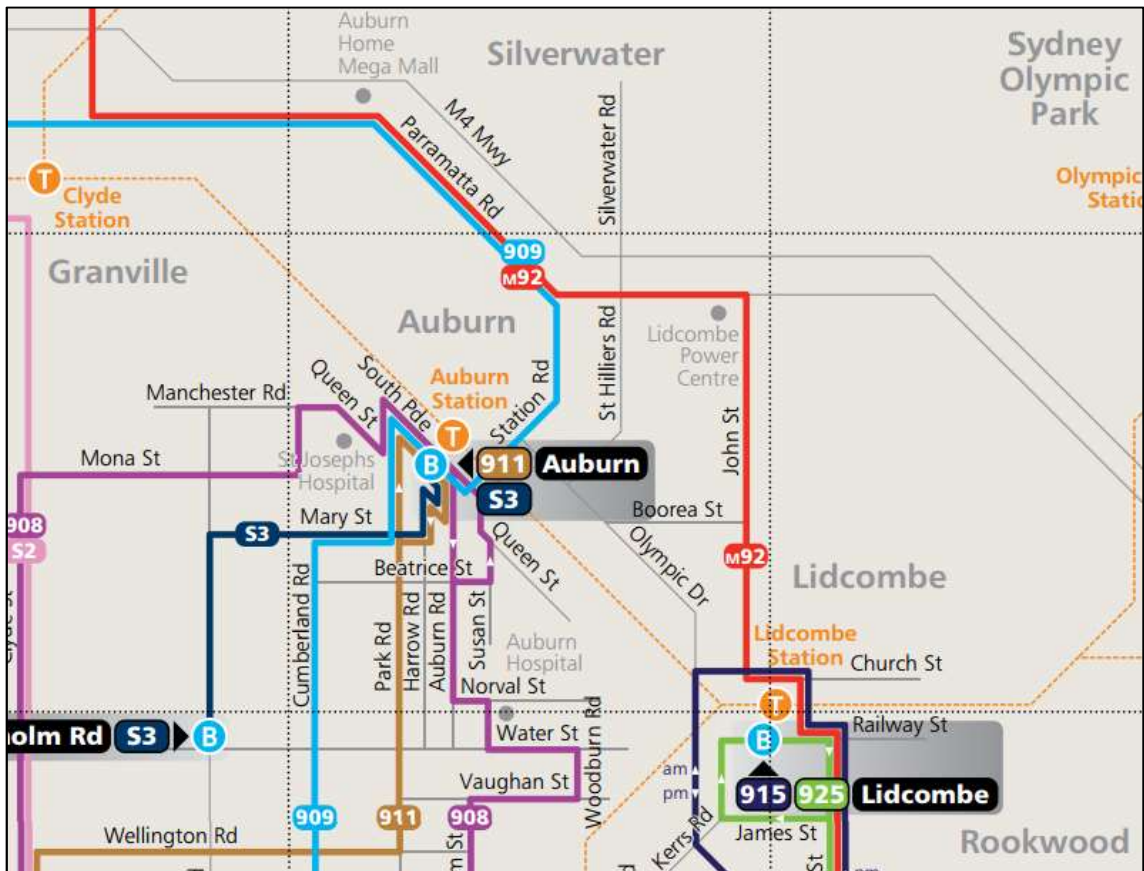 Auburn
Home
Mega Mall
Silverwater
Sydney
Olympic
Park
M4 Mwy
Silverwater Rd
Parramatta Rd
Clyde
Station
T
Olympic
909
M92
Granville
Auburn
St Hilliers Rd
Lidcombe
Power
Centre
Manchester Rd
Queen St
South Pde
Auburn
Station
T
Station Rd
John St
Mona St
St Josephs
Hospital
B
911 Auburn
S3
908
S2
S3
Mary St
Boorea St
Queen St
Olympic Dr
M92
Lidcombe
Beatrice St
Cumberland Rd
Park Rd
Harrow Rd
Auburn Rd
Susan St
Auburn
Hospital
Lidcombe
Station
Church St
T
Norval St
holm Rd S3 B
Water St
Woodburn Rd
B
Railway St
Vaughan St
am
pm
915 925 Lidcombe
909
911
908
Wellington Rd
Kerrs Rd
James St
Rookwood
St